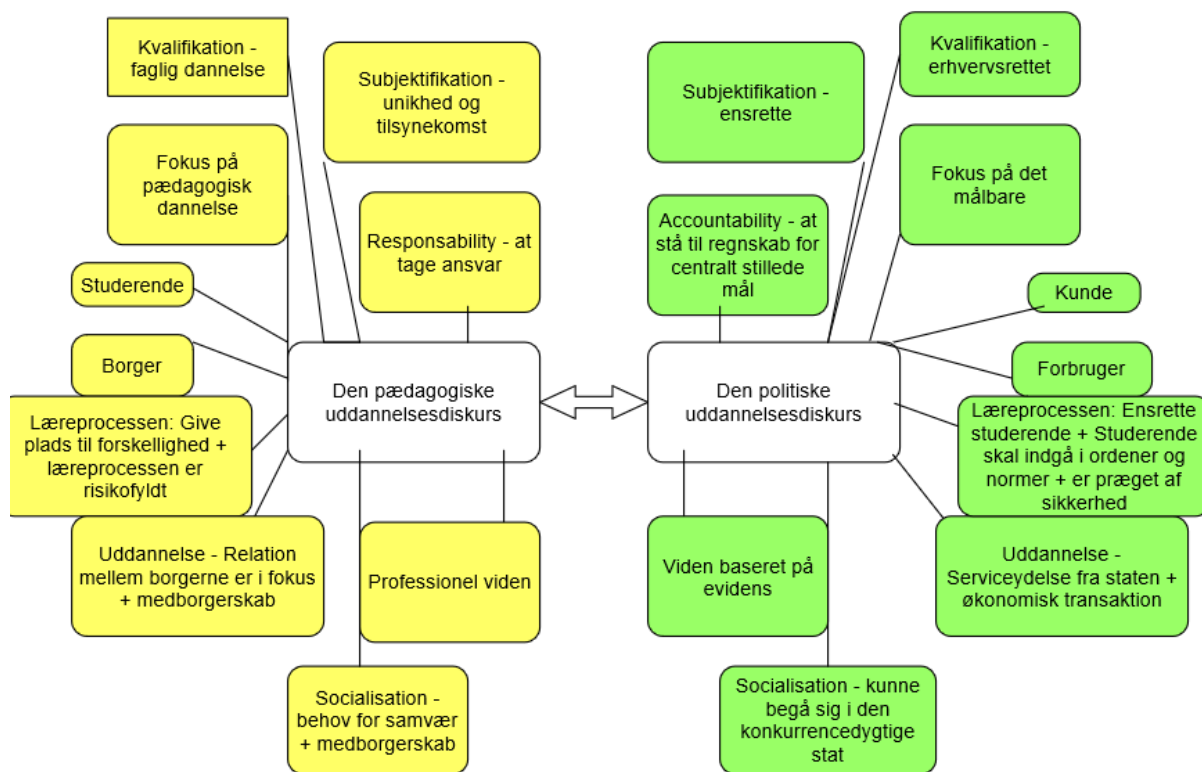 Kvalifikation -
faglig dannelse
Subjektifikation -
unikhed og
tilsynekomst
Fokus på
pædagogisk
dannelse
Responsability - at
tage ansvar
Studerende
Borger
Den pædagogiske
uddannelsesdiskurs
Læreprocessen: Give
plads til forskellighed +
læreprocessen er
risikofyldt
Uddannelse - Relation
mellem borgerne er i fokus
+ medborgerskab
Professionel viden
Socialisation -
behov for samvær
+ medborgerskab
Subjektifikation -
ensrette
Kvalifikation -
erhvervsrettet
Accountability - at
stå til regnskab for
centralt stillede
mål
Fokus på det
målbare
Kunde
Forbruger
Den politiske
uddannelsesdiskurs
Læreprocessen: Ensrette
studerende + Studerende
skal indgå i ordener og
normer + er præget af
sikkerhed
Viden baseret på
evidens
Uddannelse -
Serviceydelse fra staten +
økonomisk transaktion
Socialisation - kunne
begå sig i den
konkurrencedygtige
stat